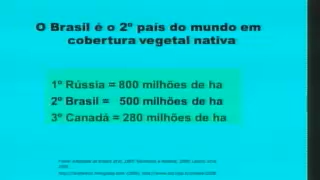 O Brasil é o 2º país do mundo em
cobertura vegetal nativa
1º Rússia = 800 milhões de ha
2º Brasil = 500 milhões de ha
3º Canadá = 280 milhões de ha